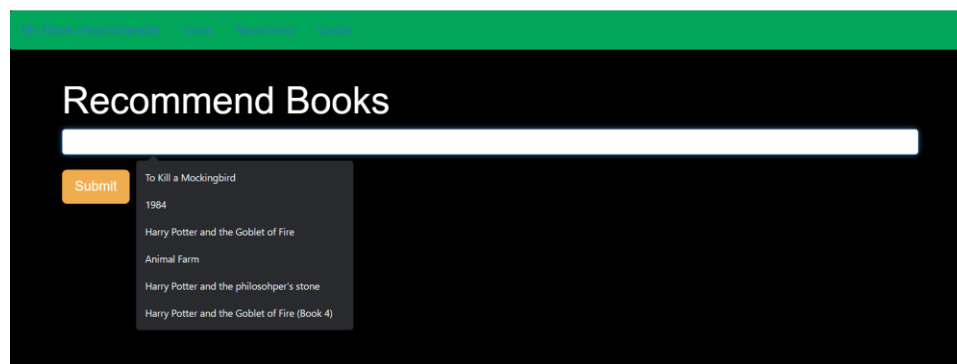 My Book recommender Home Recommend Contact
Recommend Books
Submit
To Kill a Mockingbird
1984
Harry Potter and the Goblet of Fire
Animal Farm
Harry Potter and the philosohper's stone
Harry Potter and the Goblet of Fire (Book 4)